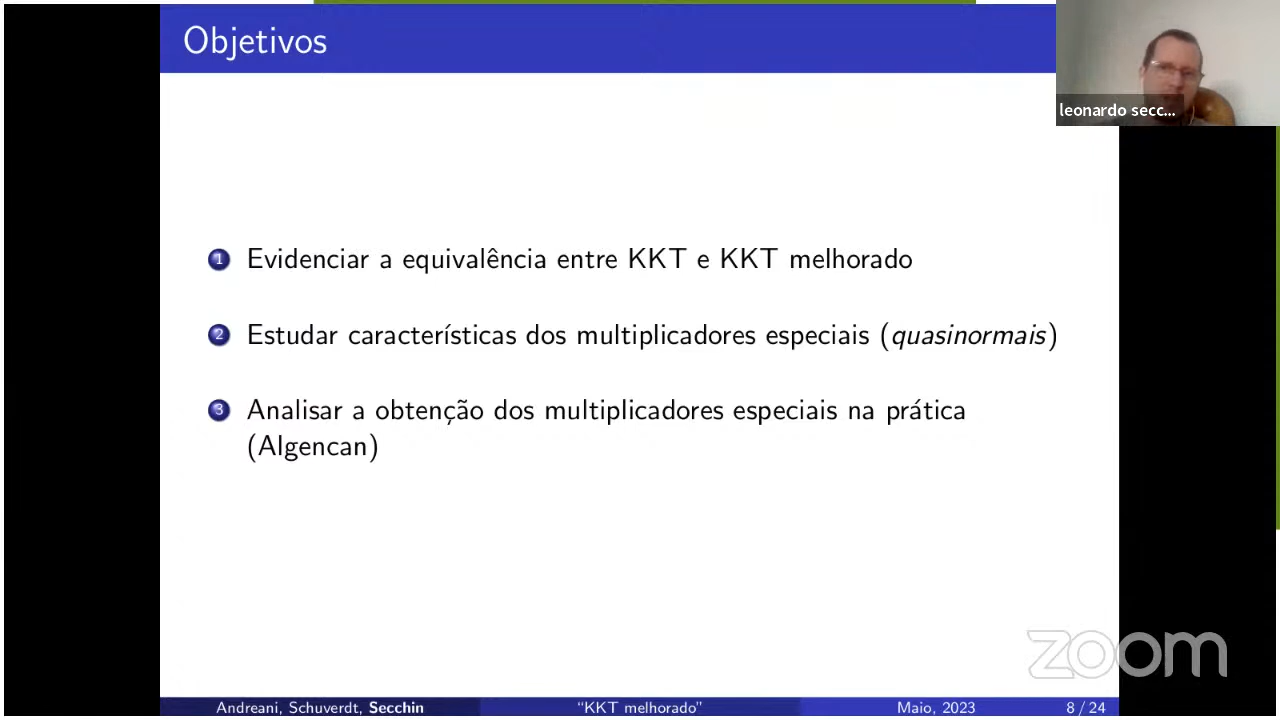 Objetivos
leonardo secc...
1 Evidenciar a equivalência entre KKT e KKT melhorado
2 Estudar características dos multiplicadores especiais (quasinormais)
3 Analisar a obtenção dos multiplicadores especiais na prática
(Algencan)
zoom
Andreani, Schuverdt, Secchin “KKT melhorado” Maio, 2023 8 / 24